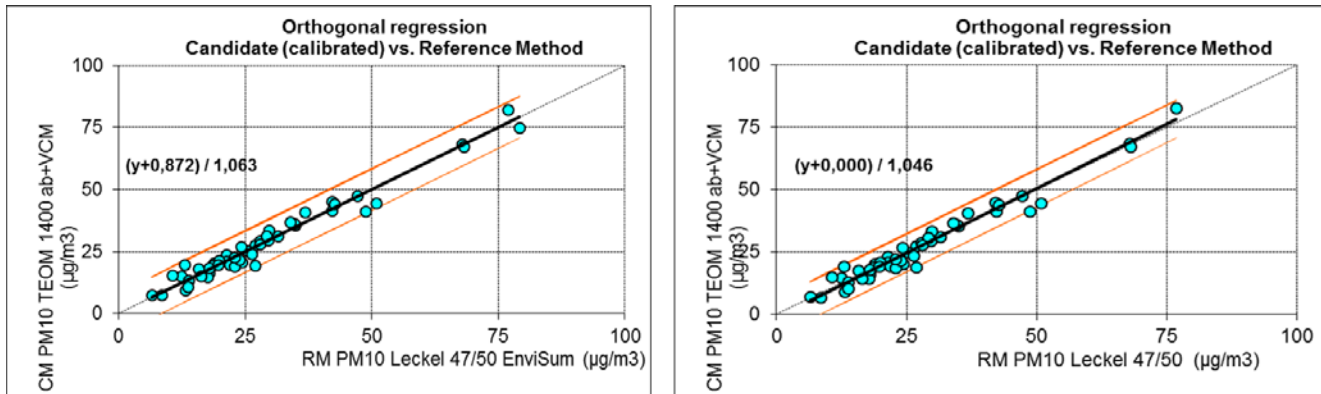 Orthogonal regression
Candidate (calibrated) vs. Reference Method
CM PM10 TEOM 1400 ab+VCM
(µg/m3)
100
75
50
25
0
(y+0,872) / 1,063
0 25 50 75 100
RM PM10 Leckel 47/50 EnviSum (µg/m3)
Orthogonal regression
Candidate (calibrated) vs. Reference Method
CM PM10 TEOM 1400 ab+VCM
(µg/m3)
100
75
50
25
0
(y+0,000) / 1,046
0 25 50 75 100
RM PM10 Leckel 47/50 (µg/m3)